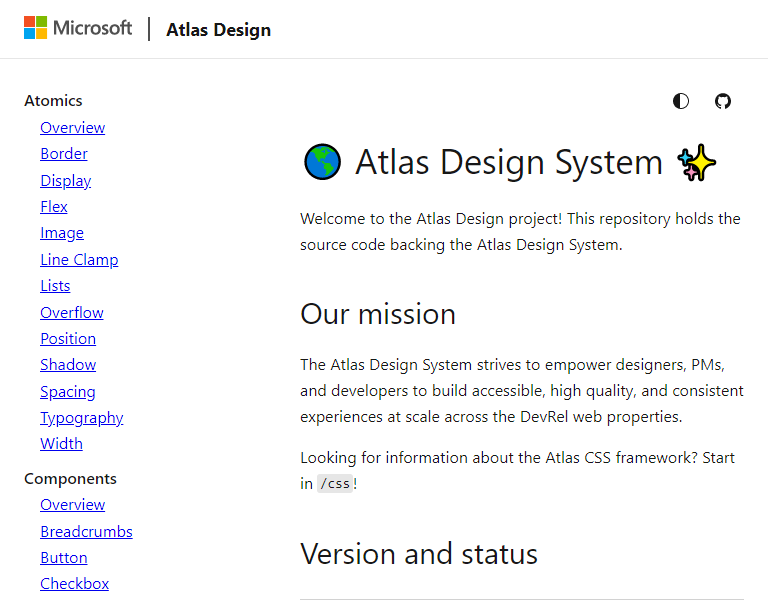 Microsoft | Atlas Design
Atomics
Overview
Border
Display
Flex
Image
Line Clamp
Lists
Overflow
Position
Shadow
Spacing
Typography
Width
Components
Overview
Breadcrumbs
Button
Checkbox
🌍 Atlas Design System ✨
Welcome to the Atlas Design project! This repository holds the
source code backing the Atlas Design System.
Our mission
The Atlas Design System strives to empower designers, PMs,
and developers to build accessible, high quality, and consistent
experiences at scale across the DevRel web properties.
Looking for information about the Atlas CSS framework? Start
in /css!
Version and status